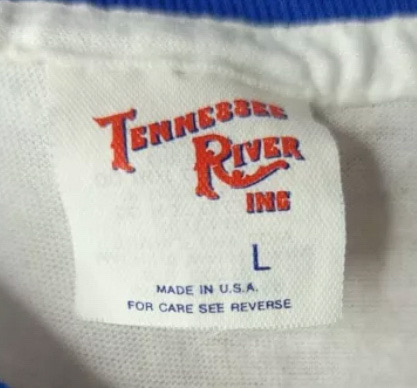 TENNESSEE
RIVER
INC
L
MADE IN U.S.A.
FOR CARE SEE REVERSE